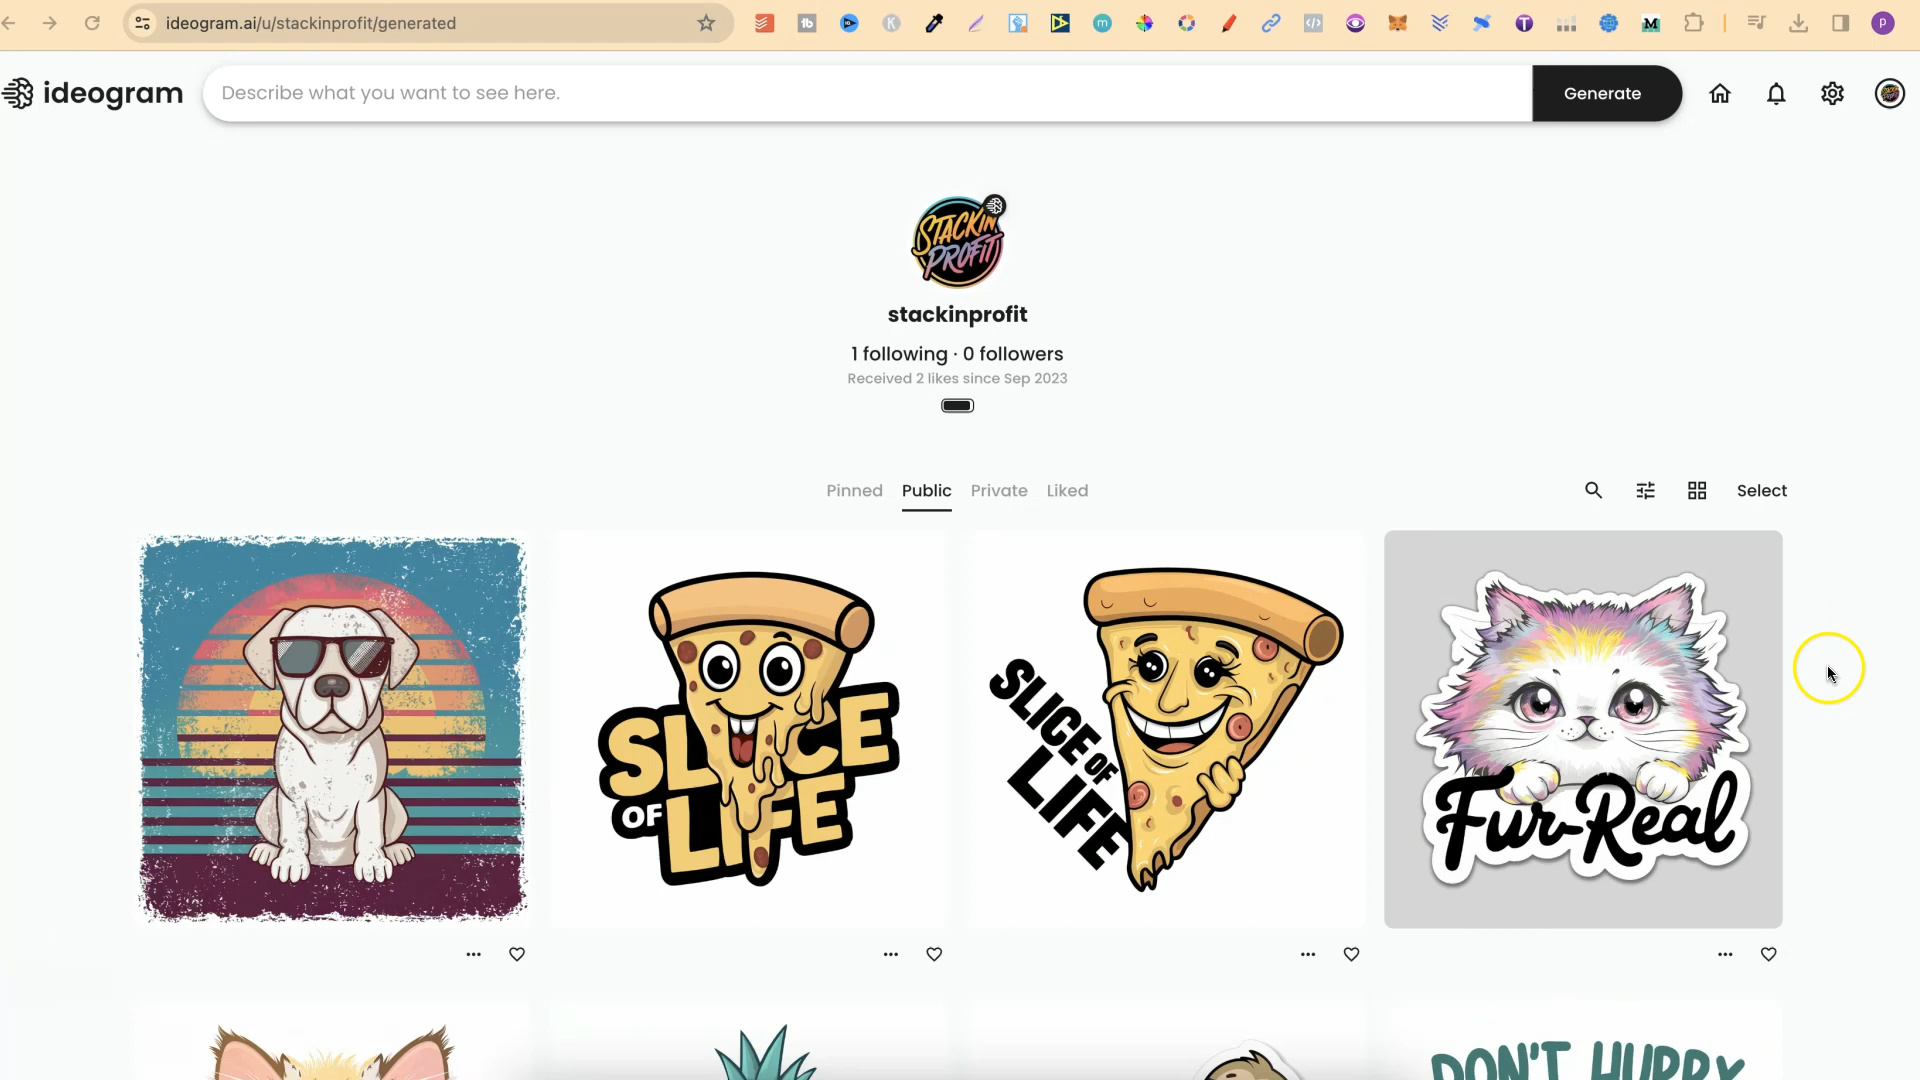 ideogram.ai/u/stackinprofit/generated
ideogram
Describe what you want to see here.
Generate
STACKIN
PROFIT
stackinprofit
1 following · 0 followers
Received 2 likes since Sep 2023
Pinned
Public
Private
Liked
Select
SLICE
OF
LIFE
SLICE OF
LIFE
Fur-Real
DON'T HURRY